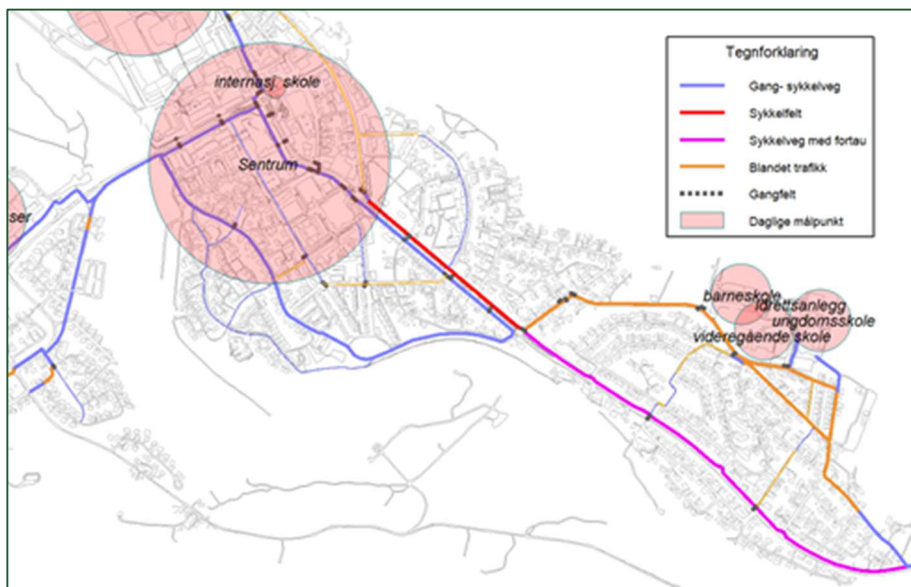 Tegnforklaring
Gang- sykkelveg
Sykkelfelt
Sykkelveg med fortau
Blandet trafikk
Gangfelt
Daglige målpunkt
internasj. skole
Sentrum
ser
barneskole
idrettsanlegg
ungdomsskole
videregående skole